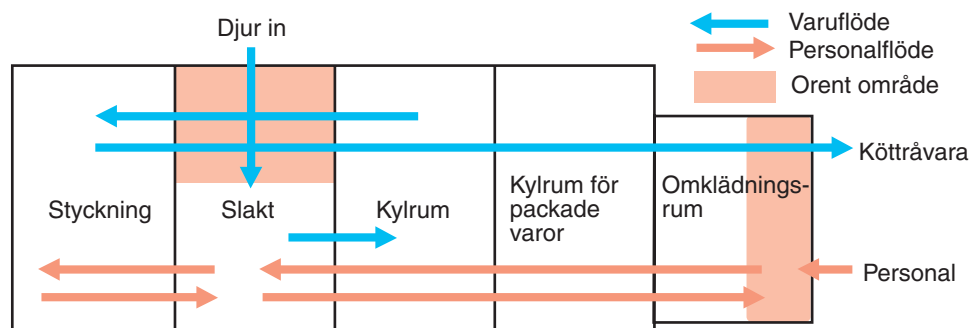 Djur in
Varuflöde
Personalflöde
Orent område
Köttråvara
Styckning
Slakt
Kylrum
Kylrum för
packade
varor
Omklädnings-
rum
Personal